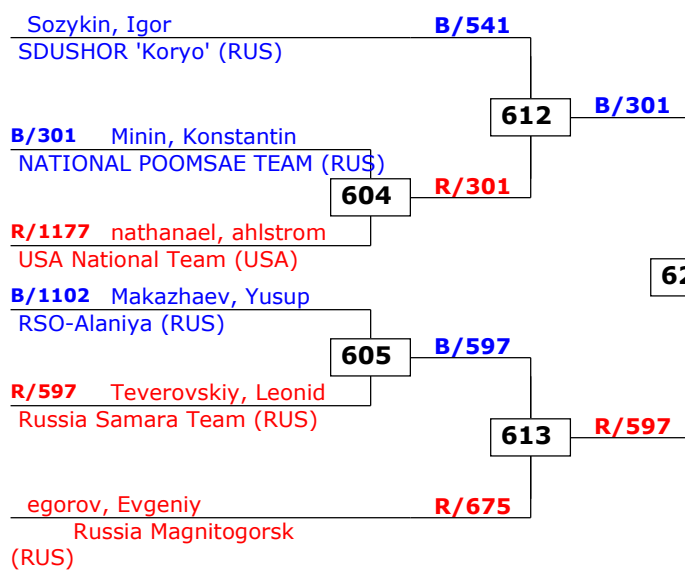 Sozykin, Igor
B/541
SDUSHOR 'Koryo' (RUS)
612
B/301
B/301 Minin, Konstantin
NATIONAL POOMSAE TEAM (RUS)
604
R/301
R/1177 nathanael, ahlstrom
USA National Team (USA)
B/1102 Makazhaev, Yusup
RSO-Alaniya (RUS)
605
B/597
R/597 Teverovskiy, Leonid
Russia Samara Team (RUS)
613
R/597
egorov, Evgeniy
R/675
Russia Magnitogorsk
(RUS)